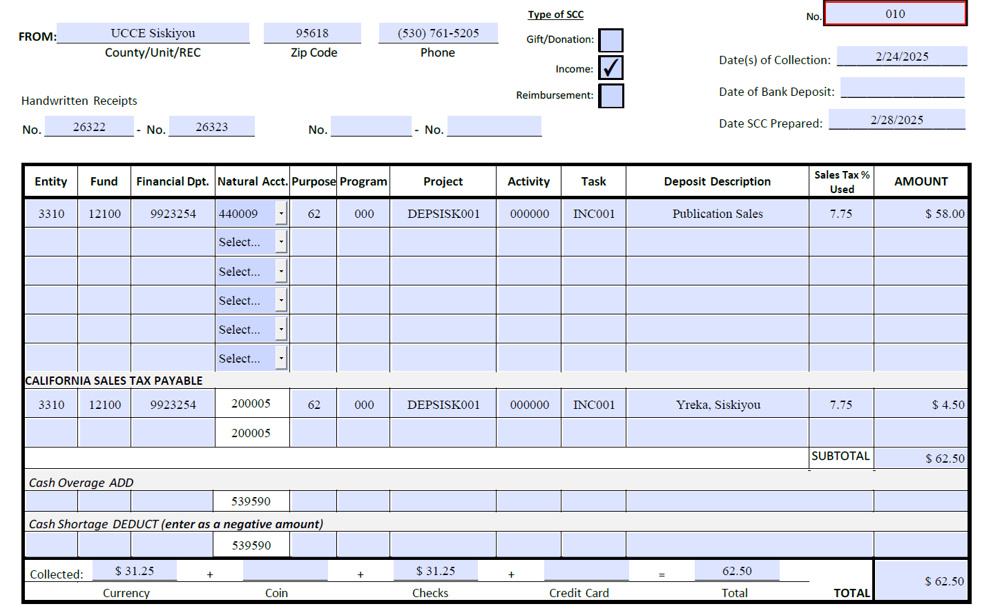 Type of SCC
No. 010
FROM: UCCE Siskiyou 95618 (530) 761-5205
County/Unit/REC Zip Code Phone
Gift/Donation:
Income: ✓
Reimbursement:
Date(s) of Collection: 2/24/2025
Date of Bank Deposit:
Date SCC Prepared: 2/28/2025
Handwritten Receipts
No. 26322 - No. 26323 No. - No.
Entity Fund Financial Dpt. Natural Acct. Purpose Program Project Activity Task Deposit Description Sales Tax % Used AMOUNT
3310 12100 9923254 440009 62 000 DEPSISK001 000000 INC001 Publication Sales 7.75 $ 58.00
Select...
Select...
Select...
Select...
Select...
CALIFORNIA SALES TAX PAYABLE
3310 12100 9923254 200005 62 000 DEPSISK001 000000 INC001 Yreka, Siskiyou 7.75 $ 4.50
200005
SUBTOTAL $ 62.50
Cash Overage ADD
539590
Cash Shortage DEDUCT (enter as a negative amount)
539590
Collected: $ 31.25 + + $ 31.25 + = 62.50
Currency Coin Checks Credit Card Total TOTAL $ 62.50